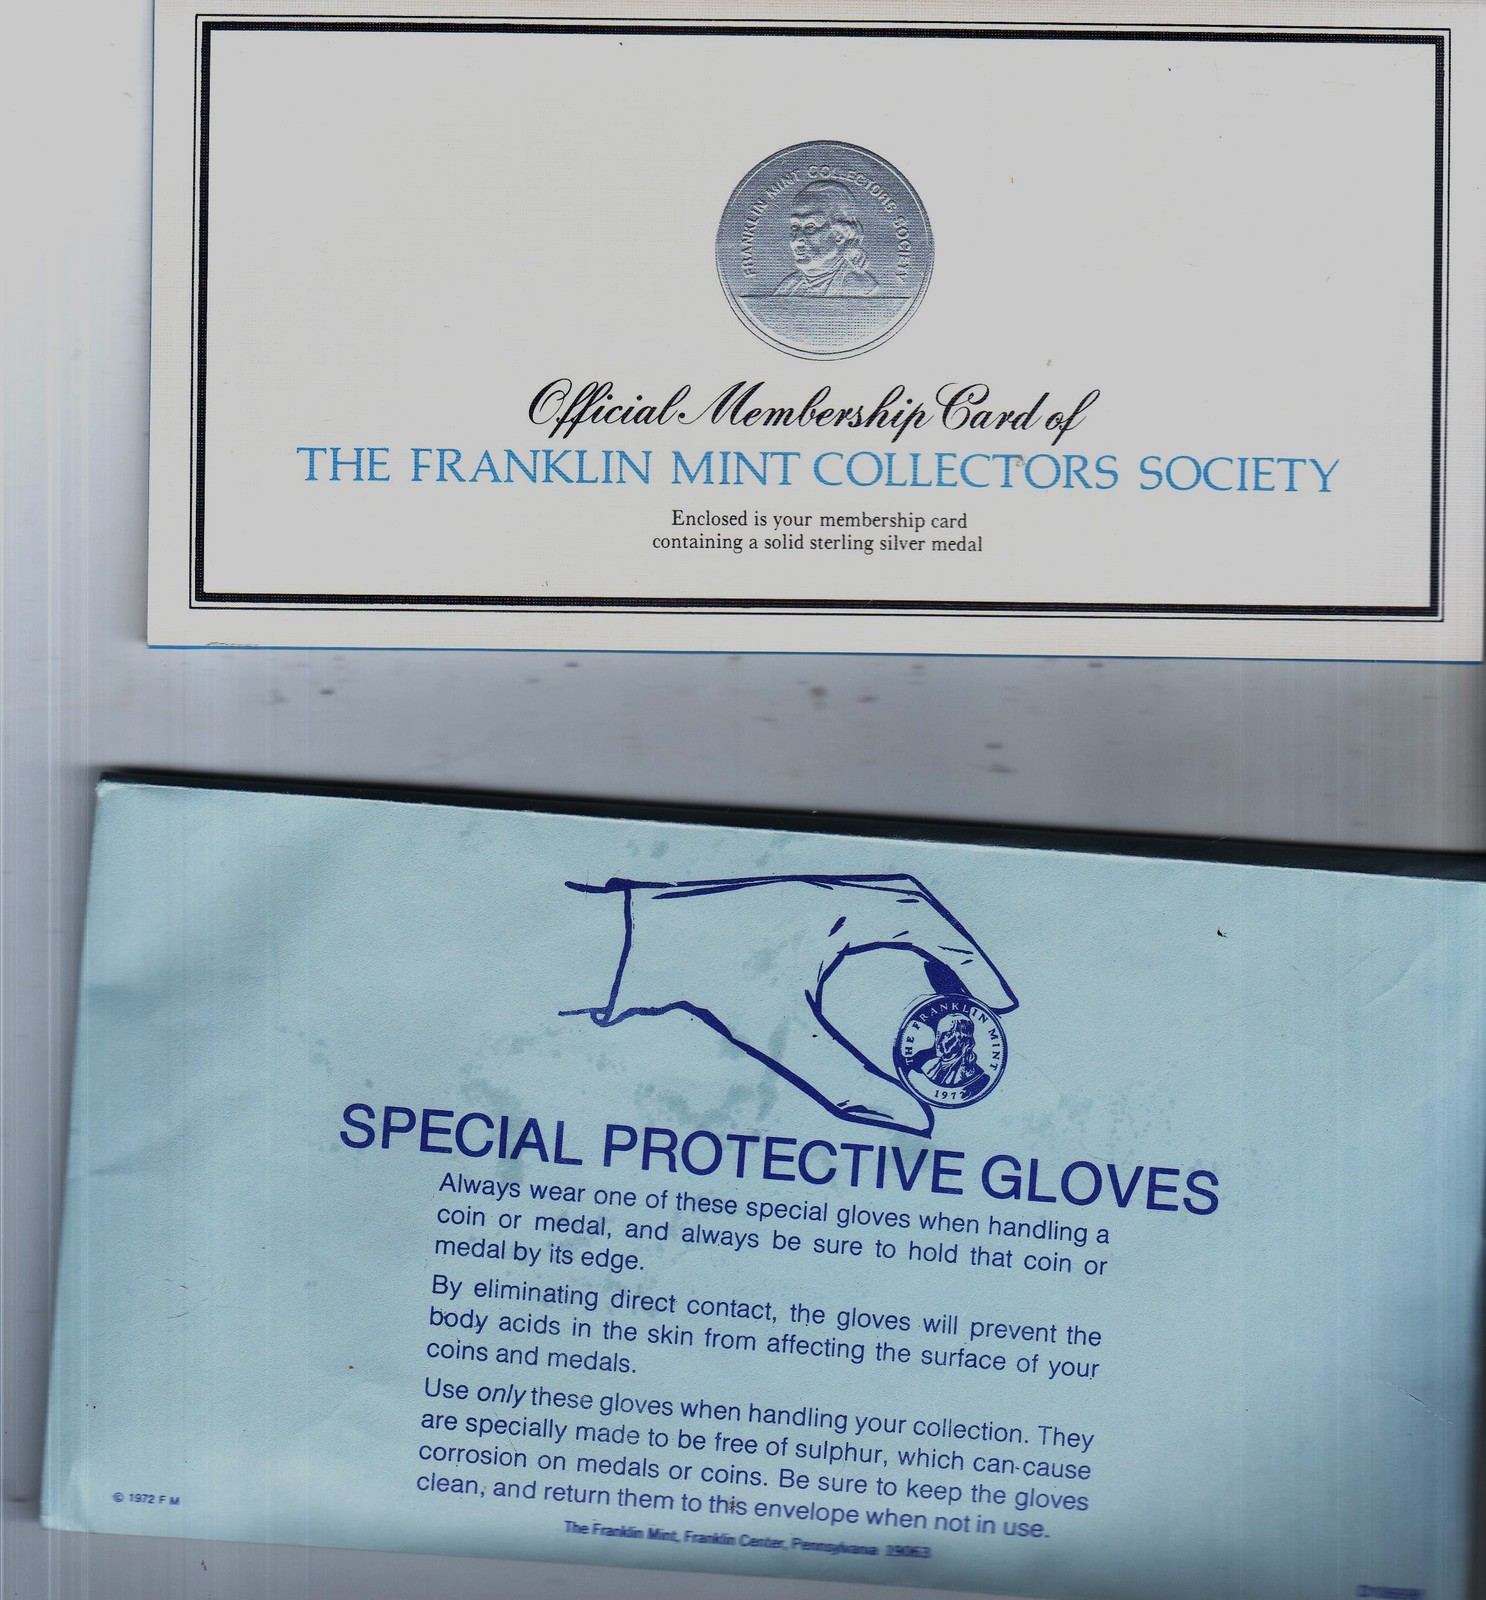 FRANKLIN MINT COLLECTORS SOCIETY
Official Membership Card of
THE FRANKLIN MINT COLLECTORS SOCIETY
Enclosed is your membership card
containing a solid sterling silver medal
THE FRANKLIN MINT
1972
SPECIAL PROTECTIVE GLOVES
Always wear one of these special gloves when handling a
coin or medal, and always be sure to hold that coin or
medal by its edge.
By eliminating direct contact, the gloves will prevent the
body acids in the skin from affecting the surface of your
coins and medals.
Use only these gloves when handling your collection. They
are specially made to be free of sulphur, which can cause
corrosion on medals or coins. Be sure to keep the gloves
clean, and return them to this envelope when not in use.
© 1972 F M
The Franklin Mint, Franklin Center, Pennsylvania 19063